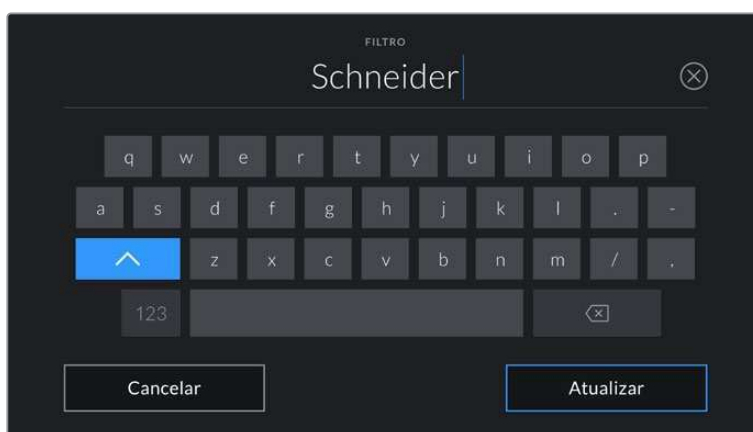 FILTRO
Schneider
q w e r t y u i o p
a s d f g h j k l . -
z x c v b n m / ,
123
Cancelar Atualizar